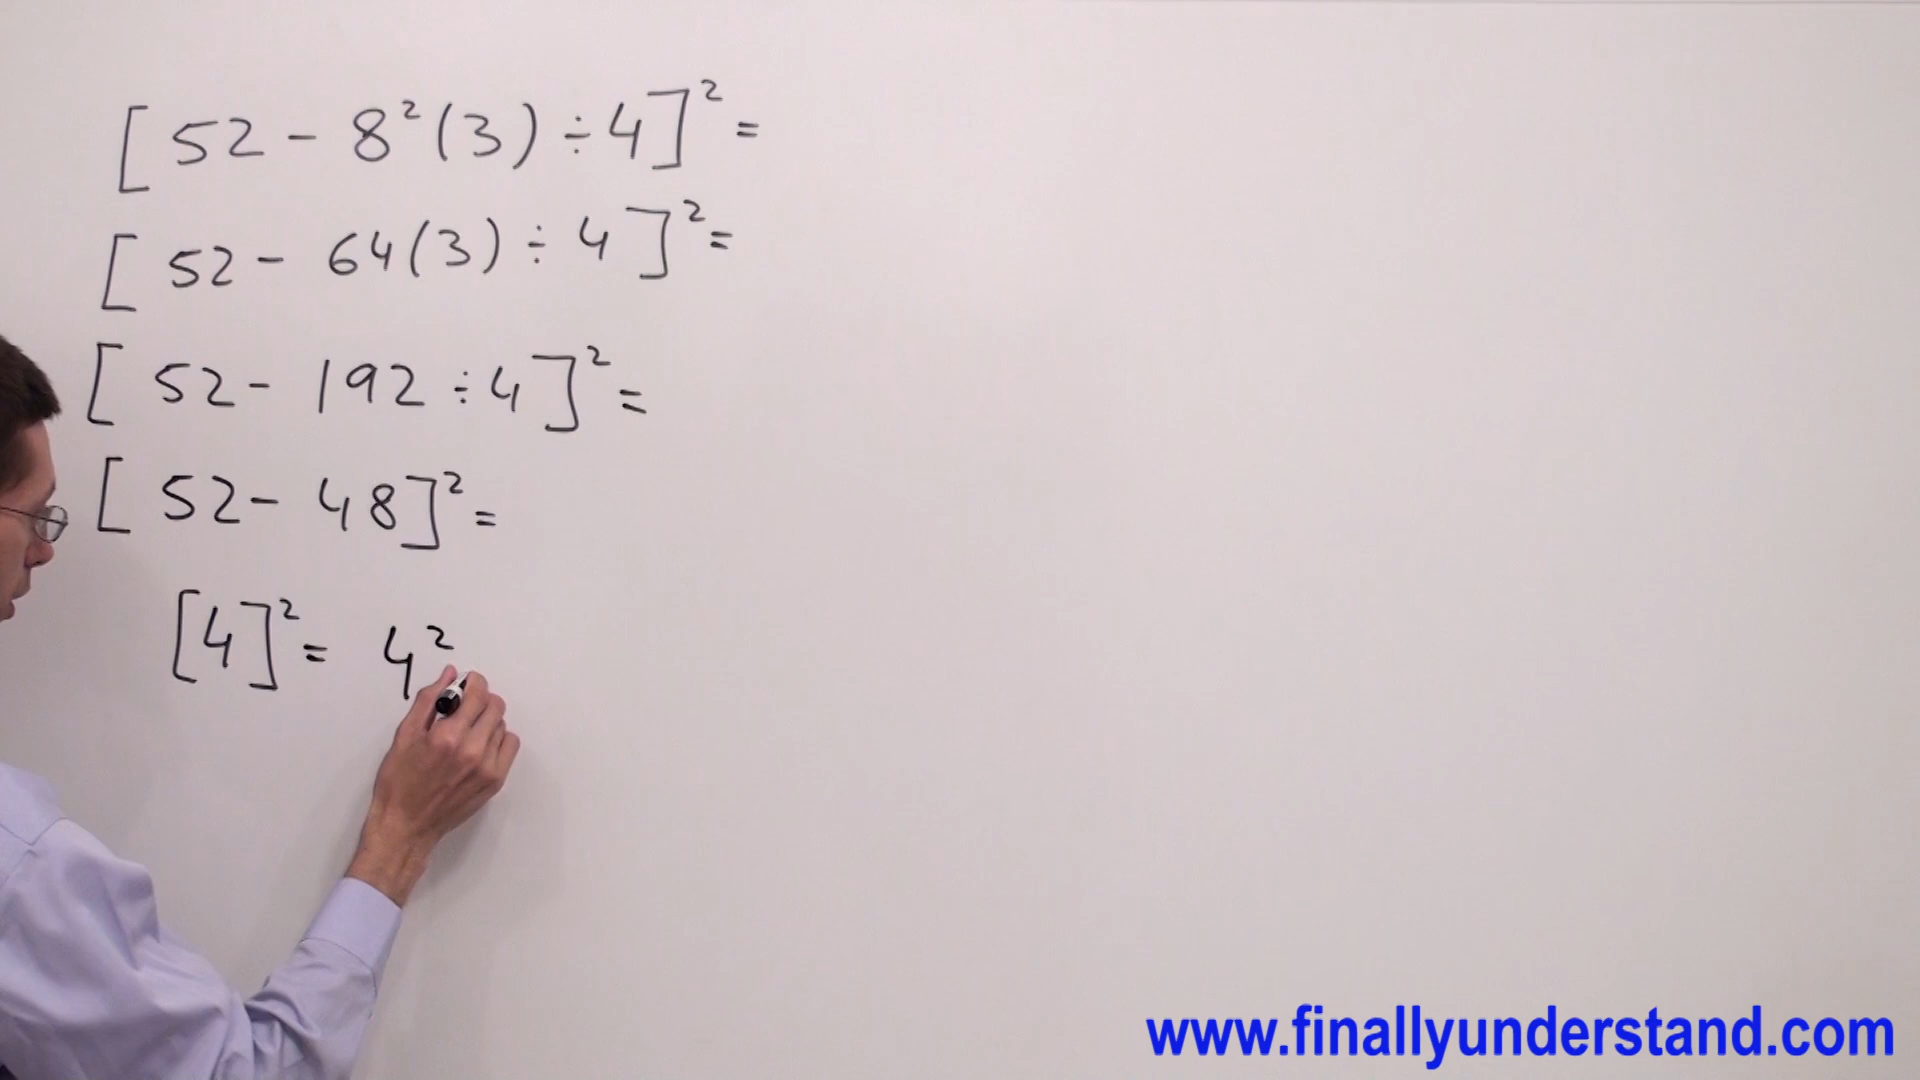 [52 - 8²(3) ÷ 4]² =
[52 - 64(3) ÷ 4]² =
[52 - 192 ÷ 4]² =
[52 - 48]² =
[4]² = 4²
www.finallyunderstand.com